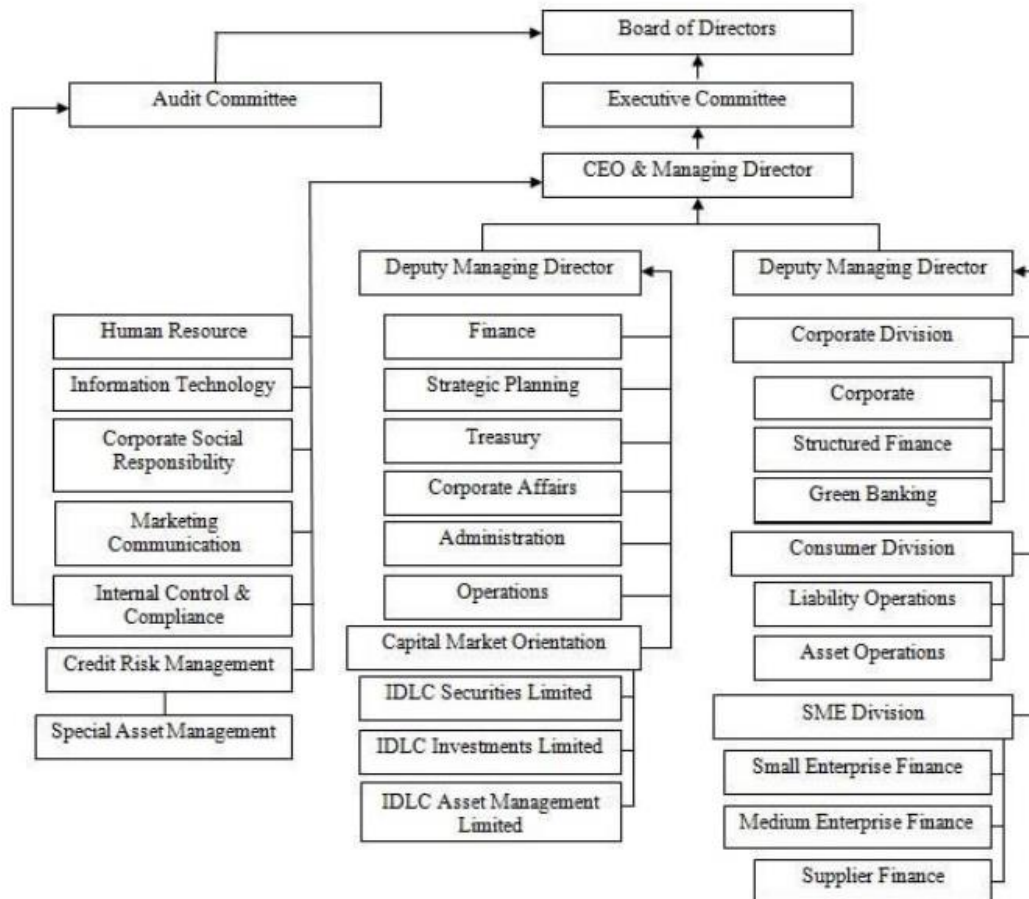 Board of Directors
Audit Committee
Executive Committee
CEO & Managing Director
Deputy Managing Director
Deputy Managing Director
Human Resource
Information Technology
Corporate Social
Responsibility
Marketing
Communication
Internal Control &
Compliance
Credit Risk Management
Special Asset Management
Finance
Strategic Planning
Treasury
Corporate Affairs
Administration
Operations
Capital Market Orientation
IDLC Securities Limited
IDLC Investments Limited
IDLC Asset Management
Limited
Corporate Division
Corporate
Structured Finance
Green Banking
Consumer Division
Liability Operations
Asset Operations
SME Division
Small Enterprise Finance
Medium Enterprise Finance
Supplier Finance